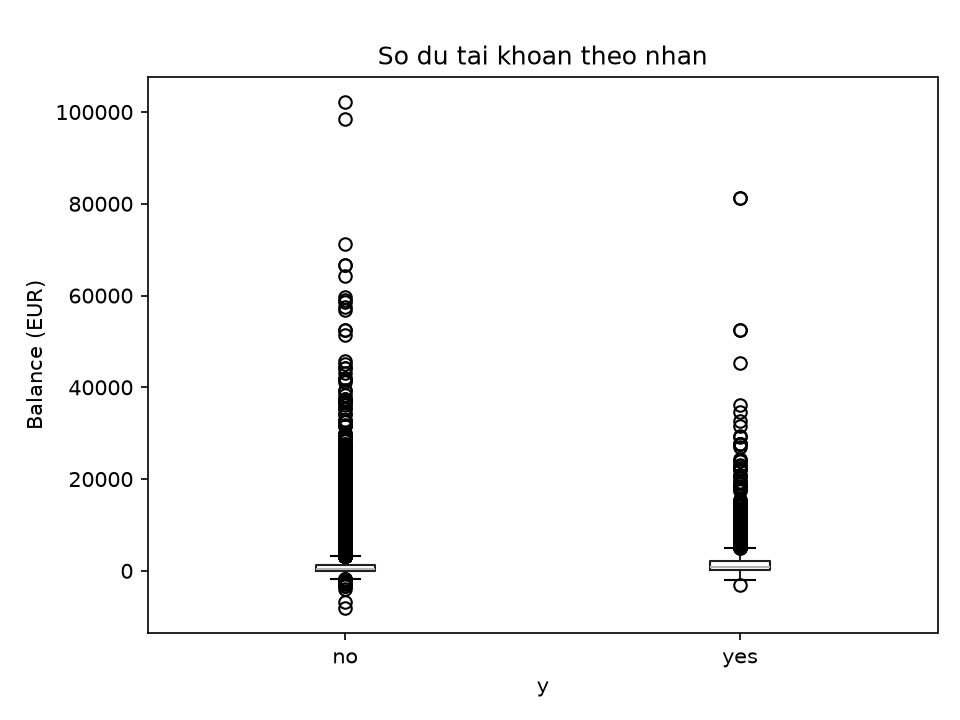 So du tai khoan theo nhan
100000
80000
60000
40000
20000
0
Balance (EUR)
no
yes
y